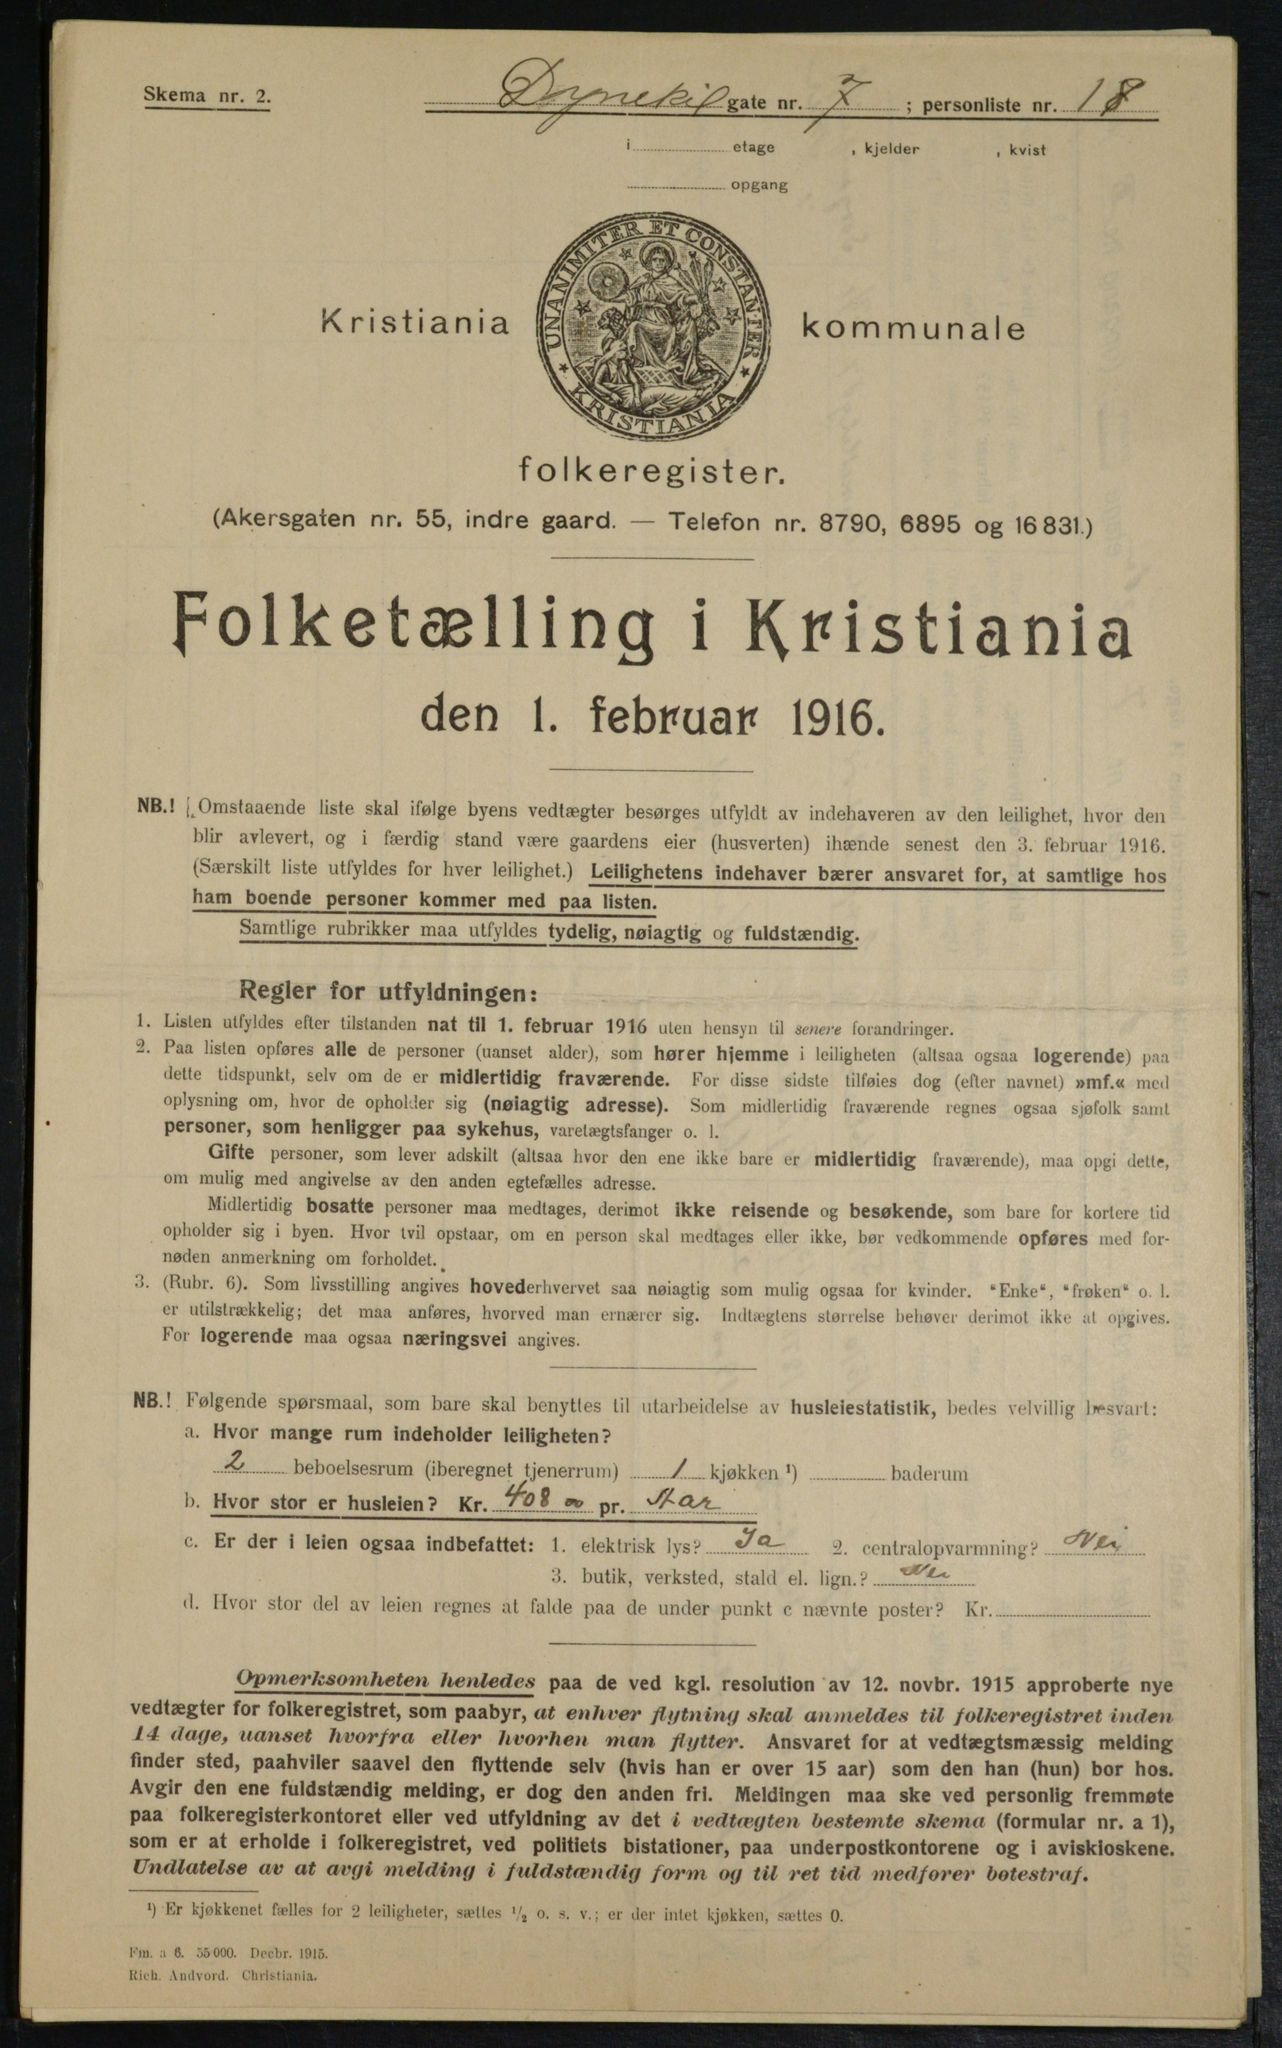 Skema nr. 2.
Dynekil gate nr. 7 ; personliste nr. 18
i etage , kjelder , kvist
opgang
UNANIMITER ET CONSTANTER
KRISTIANIA
Kristiania kommunale
folkeregister.
(Akersgaten nr. 55, indre gaard. — Telefon nr. 8790, 6895 og 16 831.)
Folketælling i Kristiania
den 1. februar 1916.
NB.! Omstaaende liste skal ifølge byens vedtægter besørges utfyldt av indehaveren av den leilighet, hvor den
blir avlevert, og i færdig stand være gaardens eier (husverten) ihænde senest den 3. februar 1916.
(Særskilt liste utfyldes for hver leilighet.) Leilighetens indehaver bærer ansvaret for, at samtlige hos
ham boende personer kommer med paa listen.
Samtlige rubrikker maa utfyldes tydelig, nøiagtig og fuldstændig.
Regler for utfyldningen:
1. Listen utfyldes efter tilstanden nat til 1. februar 1916 uten hensyn til senere forandringer.
2. Paa listen opføres alle de personer (uanset alder), som hører hjemme i leiligheten (altsaa ogsaa logerende) paa
dette tidspunkt, selv om de er midlertidig fraværende. For disse sidste tilføies dog (efter navnet) »mf.« med
oplysning om, hvor de opholder sig (nøiagtig adresse). Som midlertidig fraværende regnes ogsaa sjøfolk samt
personer, som henligger paa sykehus, varetægtsfanger o. l.
Gifte personer, som lever adskilt (altsaa hvor den ene ikke bare er midlertidig fraværende), maa opgi dette,
om mulig med angivelse av den anden egtefælles adresse.
Midlertidig bosatte personer maa medtages, derimot ikke reisende og besøkende, som bare for kortere tid
opholder sig i byen. Hvor tvil opstaar, om en person skal medtages eller ikke, bør vedkommende opføres med for-
nøden anmerkning om forholdet.
3. (Rubr. 6). Som livsstilling angives hovederhvervet saa nøiagtig som mulig ogsaa for kvinder. "Enke", "frøken" o. l.
er utilstrækkelig; det maa anføres, hvorved man ernærer sig. Indtægtens størrelse behøver derimot ikke at opgives.
For logerende maa ogsaa næringsvei angives.
NB.! Følgende spørsmaal, som bare skal benyttes til utarbeidelse av husleiestatistik, bedes velvillig besvart:
a. Hvor mange rum indeholder leiligheten?
2 beboelsesrum (iberegnet tjenerrum) 1 kjøkken ¹) baderum
b. Hvor stor er husleien? Kr. 408 00 pr. Aar
c. Er der i leien ogsaa indbefattet: 1. elektrisk lys? Ja 2. centralopvarmning? Nei
3. butik, verksted, stald el. lign.? Nei
d. Hvor stor del av leien regnes at falde paa de under punkt c nævnte poster? Kr.
Opmerksomheten henledes paa de ved kgl. resolution av 12. novbr. 1915 approberte nye
vedtægter for folkeregistret, som paabyr, at enhver flytning skal anmeldes til folkeregistret inden
14 dage, uanset hvorfra eller hvorhen man flytter. Ansvaret for at vedtægtsmæssig melding
finder sted, paahviler saavel den flyttende selv (hvis han er over 15 aar) som den han (hun) bor hos.
Avgir den ene fuldstændig melding, er dog den anden fri. Meldingen maa ske ved personlig fremmøte
paa folkeregisterkontoret eller ved utfyldning av det i vedtægten bestemte skema (formular nr. a 1),
som er at erholde i folkeregistret, ved politiets bistationer, paa underpostkontorene og i aviskioskene.
Undlatelse av at avgi melding i fuldstændig form og til ret tid medfører bøtestraf.
¹) Er kjøkkenet fælles for 2 leiligheter, sættes ½ o. s. v.; er der intet kjøkken, sættes 0.
Fm. a 6. 55 000. Decbr. 1915.
Rich. Andvord. Christiania.